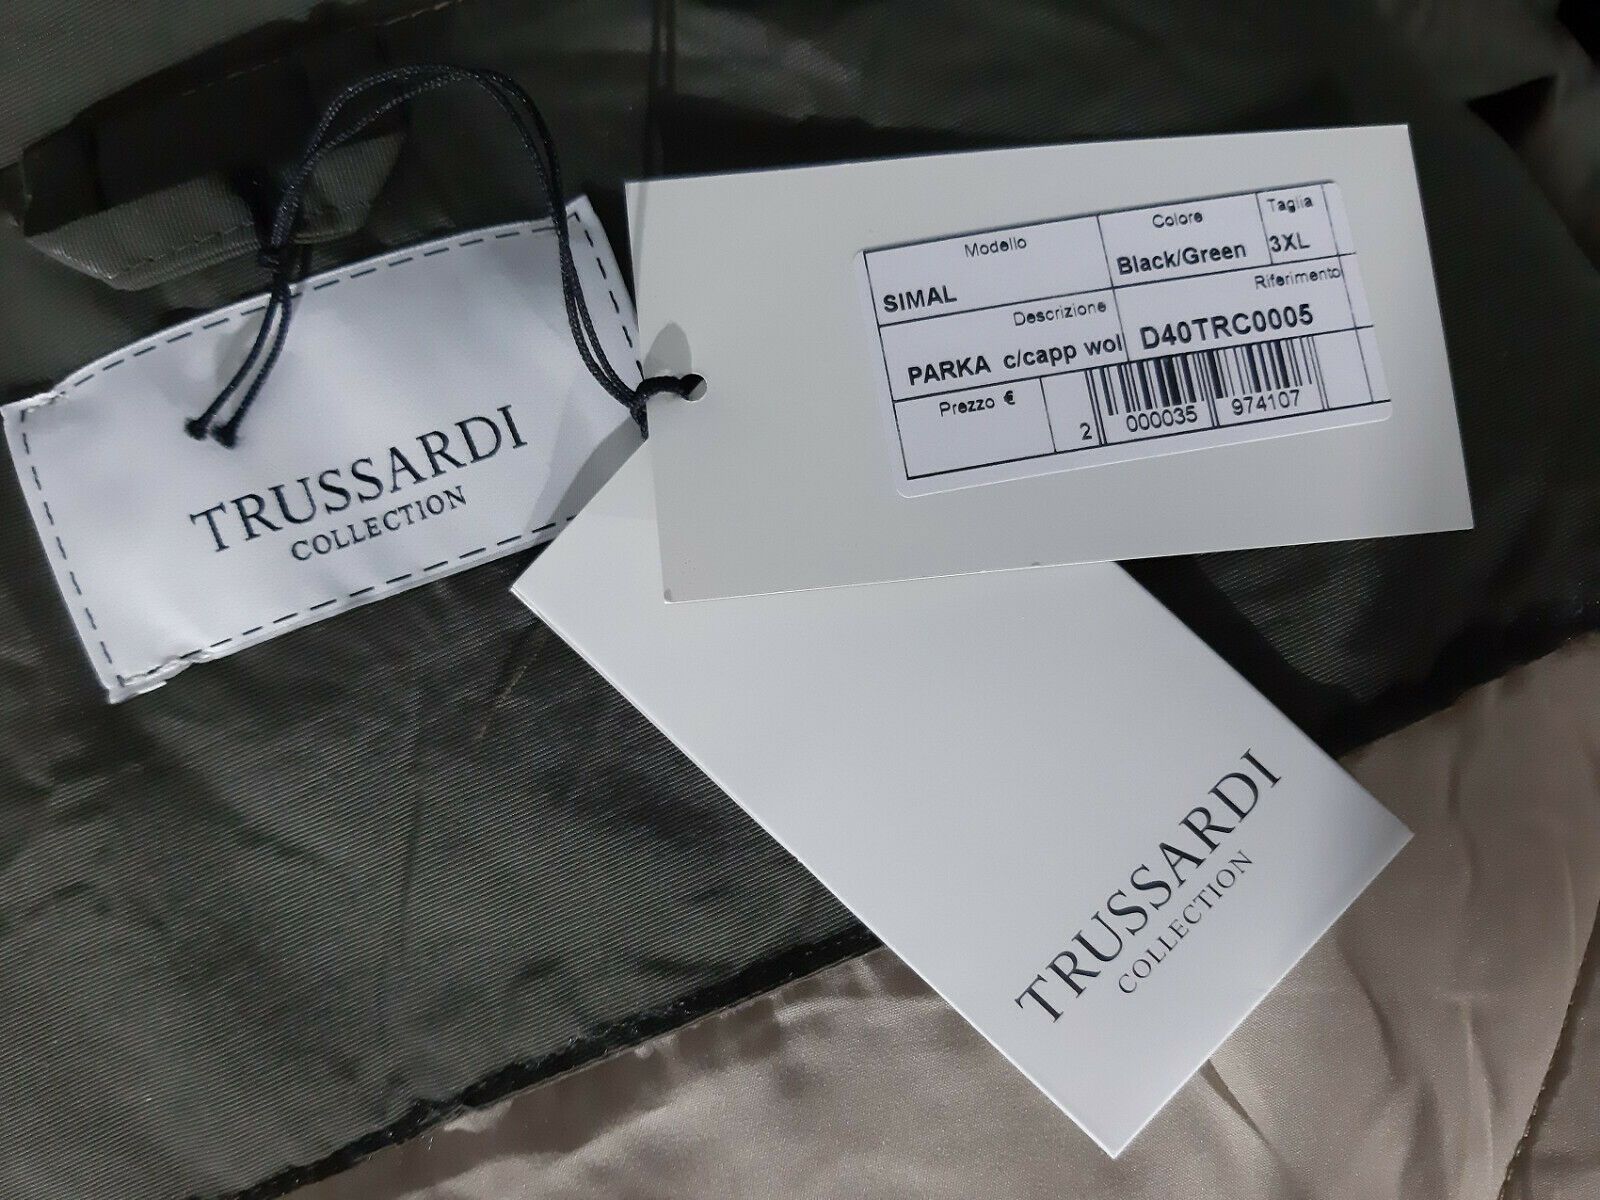 TRUSSARDI
COLLECTION
Modello
Colore
Taglia
SIMAL
Black/Green
3XL
Descrizione
Riferimento
PARKA c/capp wol
D40TRC0005
Prezzo €
2 000035 974107
TRUSSARDI
COLLECTION